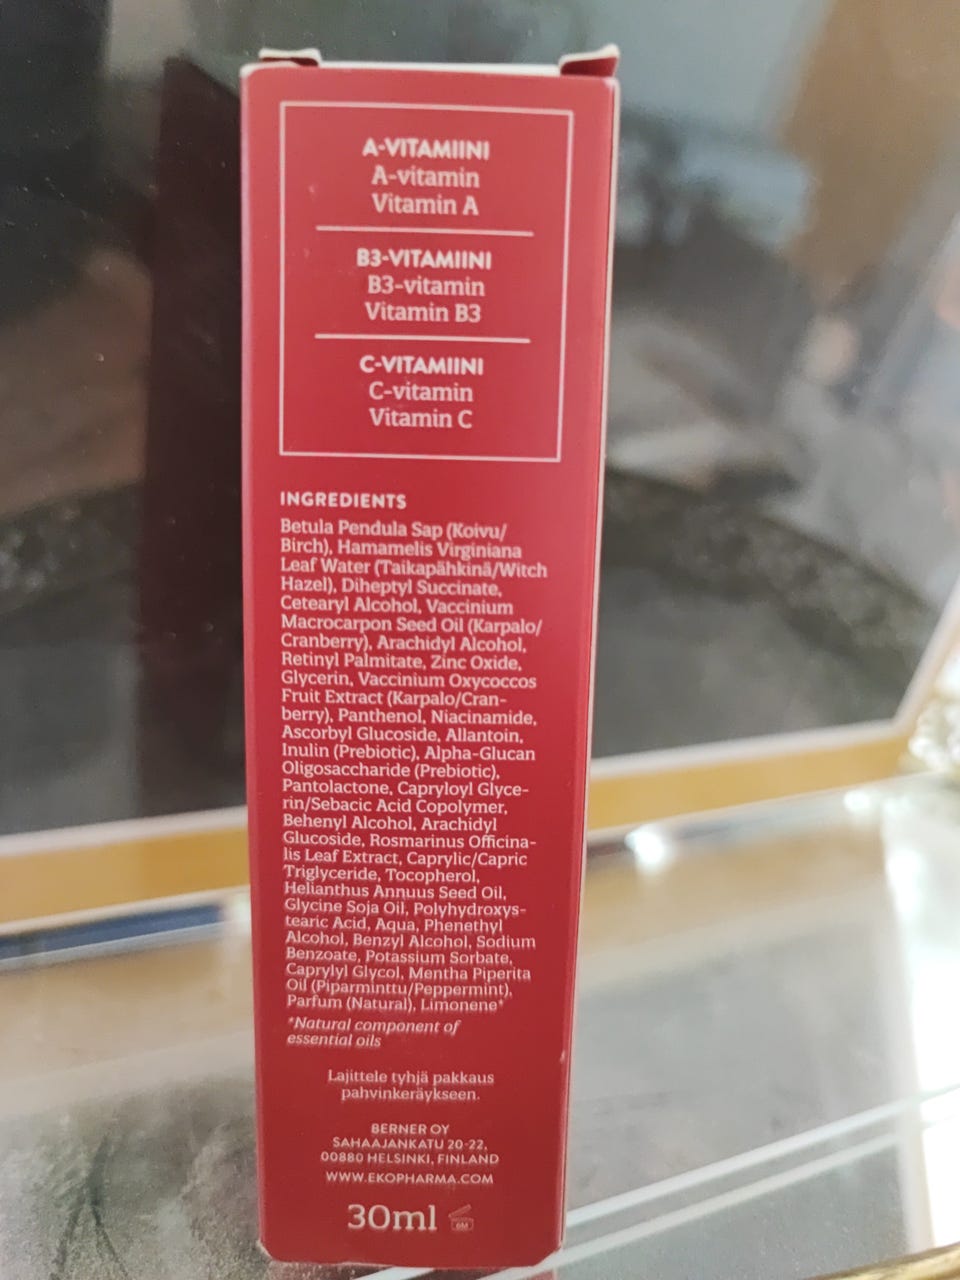 A-VITAMIINI
A-vitamin
Vitamin A
B3-VITAMIINI
B3-vitamin
Vitamin B3
C-VITAMIINI
C-vitamin
Vitamin C
INGREDIENTS
Betula Pendula Sap (Koivu/
Birch), Hamamelis Virginiana
Leaf Water (Taikapähkinä/Witch
Hazel), Diheptyl Succinate,
Cetearyl Alcohol, Vaccinium
Macrocarpon Seed Oil (Karpalo/
Cranberry), Arachidyl Alcohol,
Retinyl Palmitate, Zinc Oxide,
Glycerin, Vaccinium Oxycoccos
Fruit Extract (Karpalo/Cran-
berry), Panthenol, Niacinamide,
Ascorbyl Glucoside, Allantoin,
Inulin (Prebiotic), Alpha-Glucan
Oligosaccharide (Prebiotic),
Pantolactone, Capryloyl Glyce-
rin/Sebacic Acid Copolymer,
Behenyl Alcohol, Arachidyl
Glucoside, Rosmarinus Officina-
lis Leaf Extract, Caprylic/Capric
Triglyceride, Tocopherol,
Helianthus Annuus Seed Oil,
Glycine Soja Oil, Polyhydroxys-
tearic Acid, Aqua, Phenethyl
Alcohol, Benzyl Alcohol, Sodium
Benzoate, Potassium Sorbate,
Caprylyl Glycol, Mentha Piperita
Oil (Piparminttu/Peppermint),
Parfum (Natural), Limonene*
*Natural component of
essential oils
Lajittele tyhjä pakkaus
pahvinkeräykseen.
BERNER OY
SAHAAJANKATU 20-22,
00880 HELSINKI, FINLAND
WWW.EKOPHARMA.COM
30ml 6M